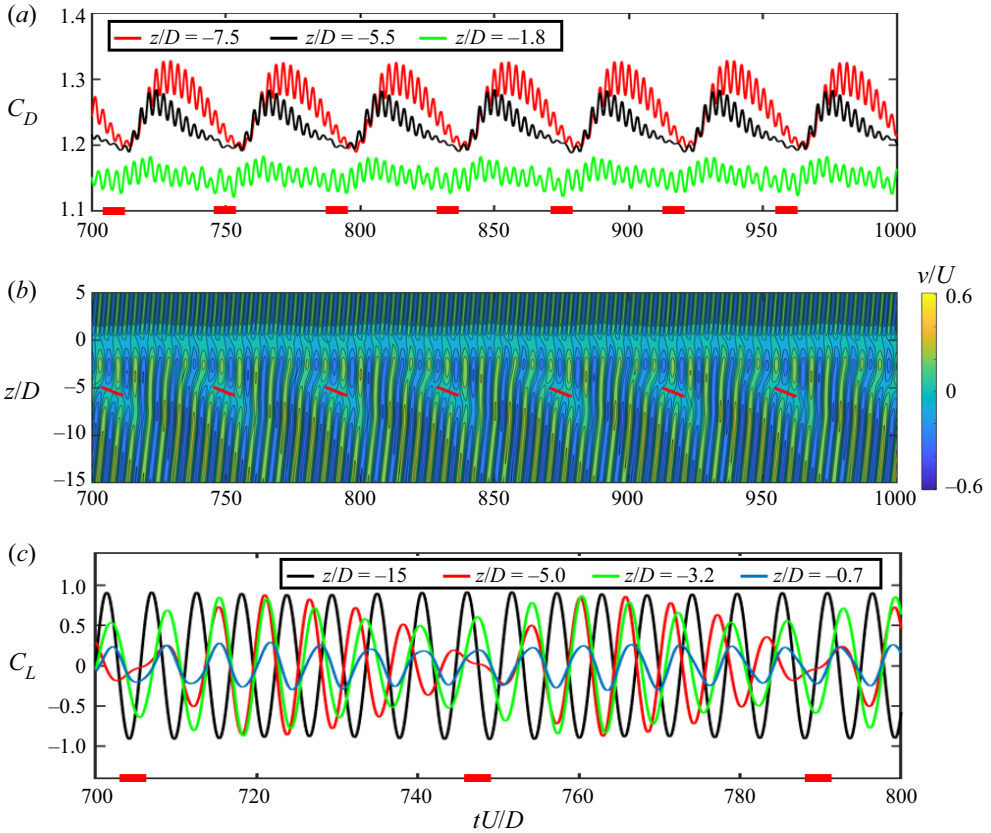 (a)
1.4
1.3
1.2
1.1
C_D
z/D = –7.5 z/D = –5.5 z/D = –1.8
700 750 800 850 900 950 1000
(b)
v/U
5
0
–5
–10
–15
z/D
0.6
0
–0.6
700 750 800 850 900 950 1000
(c)
z/D = –15 z/D = –5.0 z/D = –3.2 z/D = –0.7
1.0
0.5
0
–0.5
–1.0
C_L
700 720 740 760 780 800
tU/D